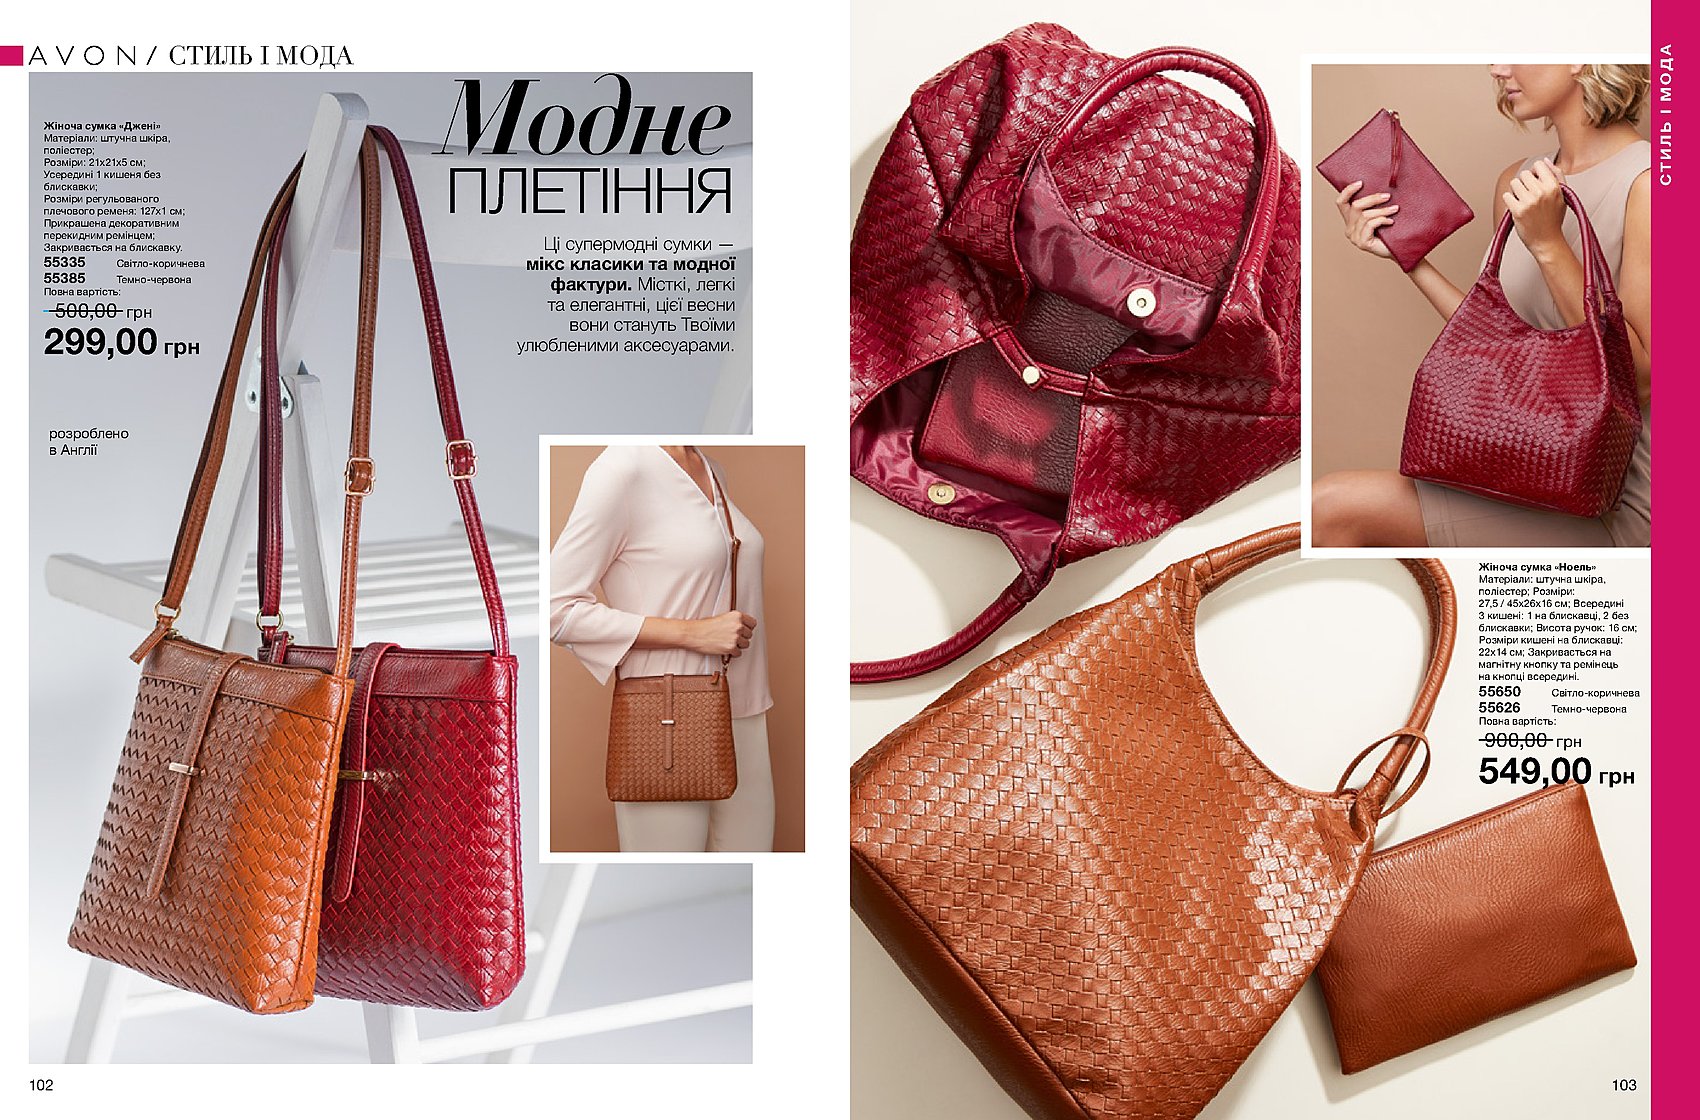 AVON / СТИЛЬ І МОДА
Модне
ПЛЕТІННЯ
Жіноча сумка «Джені»
Матеріали: штучна шкіра,
поліестер;
Розміри: 21x21x5 см;
Усередині 1 кишеня без
блискавки;
Розміри регульованого
плечового ременя: 127x1 см;
Прикрашена декоративним
перекидним ремінцем;
Закривається на блискавку.
55335 Світло-коричнева
55385 Темно-червона
Повна вартість:
500,00 грн
299,00 грн
Ці супермодні сумки —
мікс класики та модної
фактури. Місткі, легкі
та елегантні, цієї весни
вони стануть Твоїми
улюбленими аксесуарами.
розроблено
в Англії
102
СТИЛЬ І МОДА
Жіноча сумка «Ноель»
Матеріали: штучна шкіра,
поліестер; Розміри:
27,5 / 45x26x16 см; Всередині
3 кишені: 1 на блискавці, 2 без
блискавки; Висота ручок: 16 см;
Розміри кишені на блискавці:
22x14 см; Закривається на
магнітну кнопку та ремінець
на кнопці всередині.
55650 Світло-коричнева
55626 Темно-червона
Повна вартість:
900,00 грн
549,00 грн
103